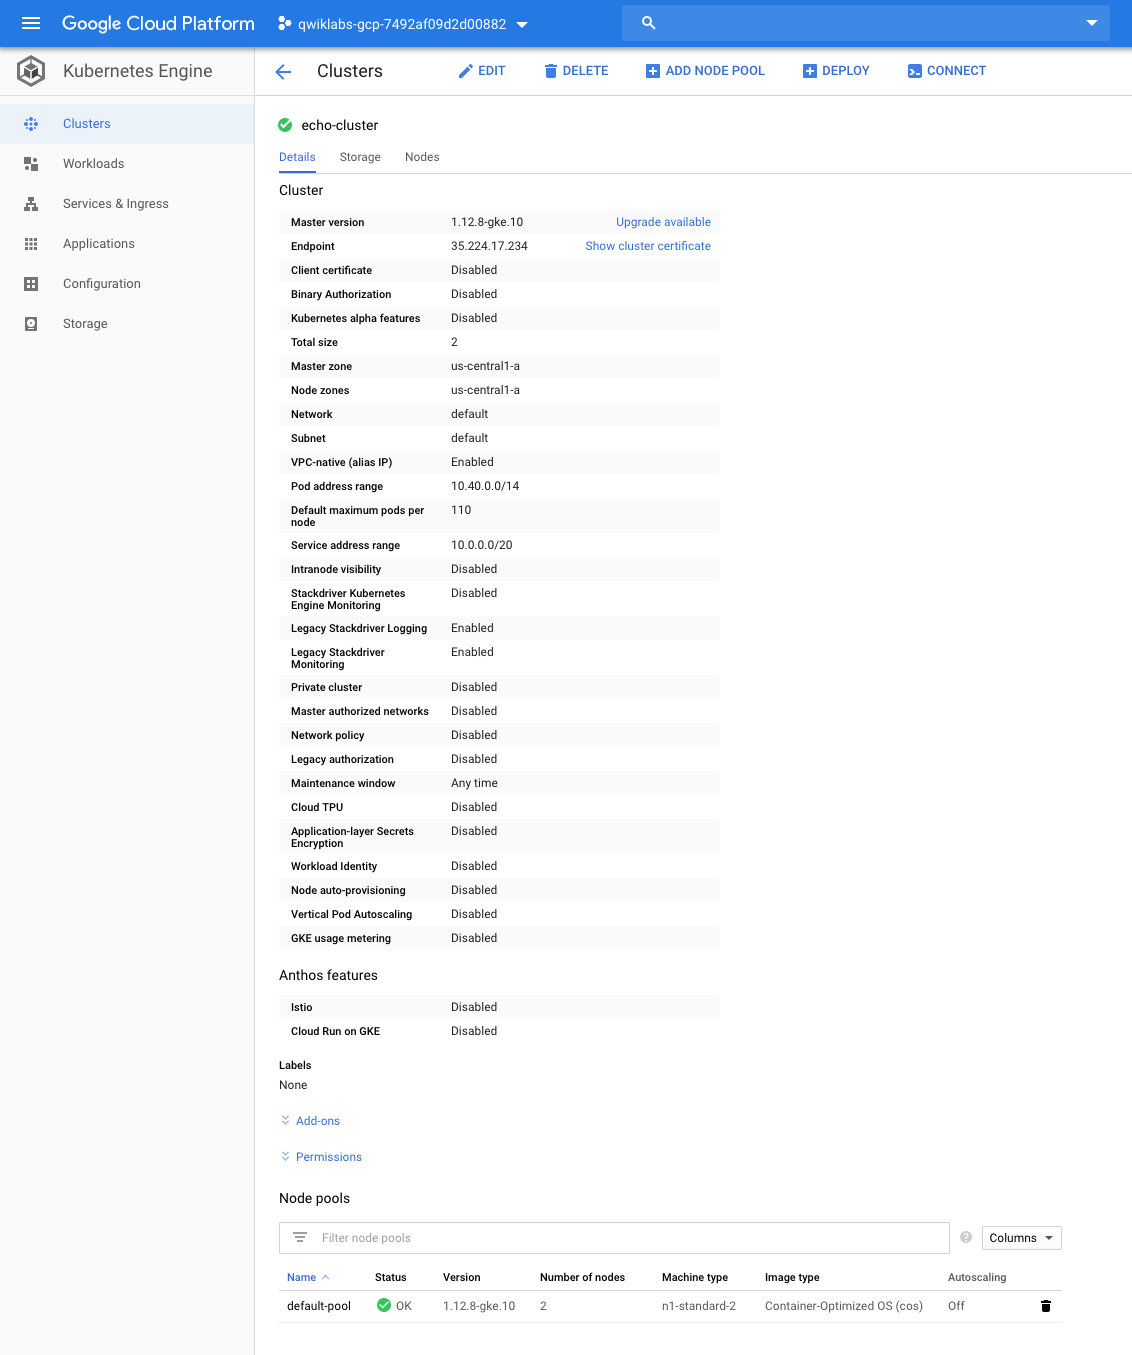 Google Cloud Platform
qwiklabs-gcp-7492af09d2d00882
Kubernetes Engine
Clusters
EDIT
DELETE
ADD NODE POOL
DEPLOY
CONNECT
Clusters
Workloads
Services & Ingress
Applications
Configuration
Storage
echo-cluster
Details
Storage
Nodes
Cluster
Master version 1.12.8-gke.10 Upgrade available
Endpoint 35.224.17.234 Show cluster certificate
Client certificate Disabled
Binary Authorization Disabled
Kubernetes alpha features Disabled
Total size 2
Master zone us-central1-a
Node zones us-central1-a
Network default
Subnet default
VPC-native (alias IP) Enabled
Pod address range 10.40.0.0/14
Default maximum pods per 110
node
Service address range 10.0.0.0/20
Intranode visibility Disabled
Stackdriver Kubernetes Disabled
Engine Monitoring
Legacy Stackdriver Logging Enabled
Legacy Stackdriver Enabled
Monitoring
Private cluster Disabled
Master authorized networks Disabled
Network policy Disabled
Legacy authorization Disabled
Maintenance window Any time
Cloud TPU Disabled
Application-layer Secrets Disabled
Encryption
Workload Identity Disabled
Node auto-provisioning Disabled
Vertical Pod Autoscaling Disabled
GKE usage metering Disabled
Anthos features
Istio Disabled
Cloud Run on GKE Disabled
Labels
None
Add-ons
Permissions
Node pools
Filter node pools
?
Columns
Name Status Version Number of nodes Machine type Image type Autoscaling
default-pool OK 1.12.8-gke.10 2 n1-standard-2 Container-Optimized OS (cos) Off